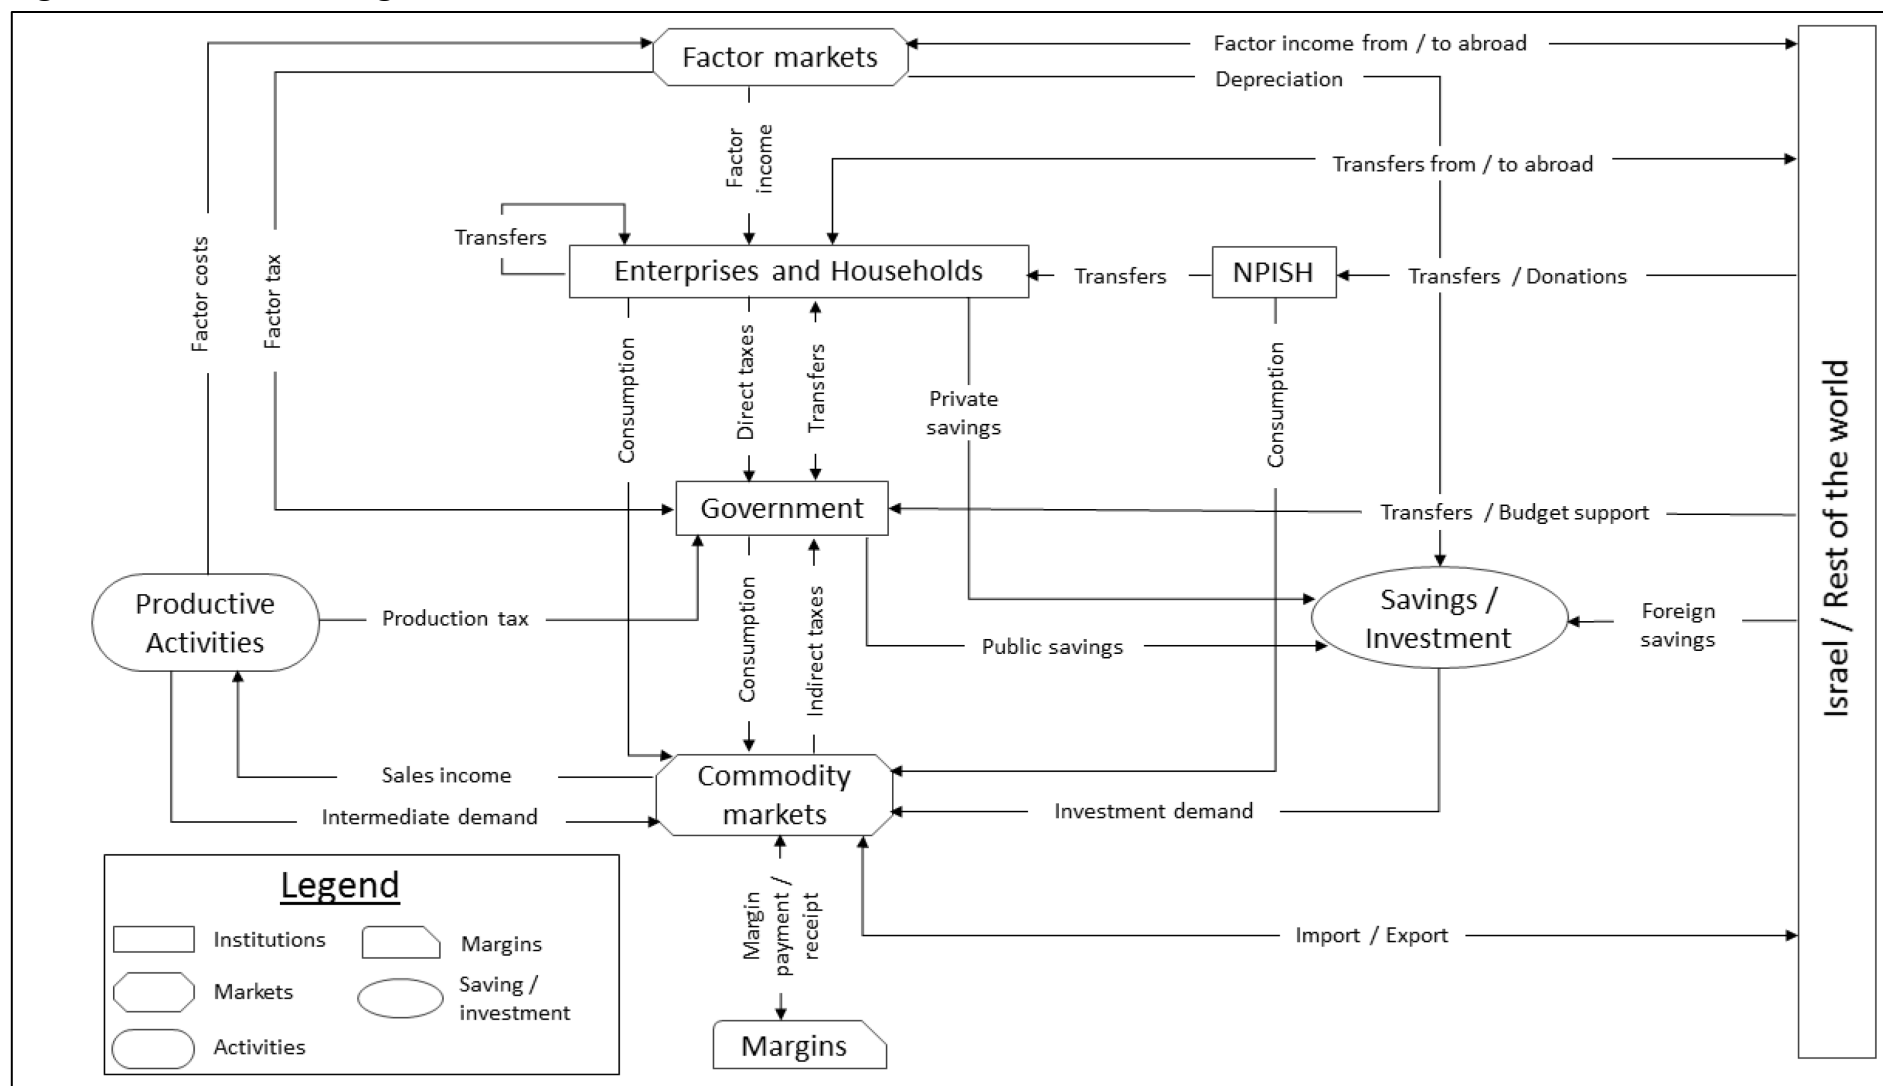 Factor markets
Factor income from / to abroad
Depreciation
Factor
income
Transfers from / to abroad
Transfers
Enterprises and Households
Transfers
NPISH
Transfers / Donations
Factor costs
Factor tax
Consumption
Direct taxes
Transfers
Private
savings
Consumption
Israel / Rest of the world
Government
Transfers / Budget support
Productive
Activities
Production tax
Consumption
Indirect taxes
Public savings
Savings /
Investment
Foreign
savings
Sales income
Intermediate demand
Commodity
markets
Investment demand
Margin
payment /
receipt
Import / Export
Margins
Legend
Institutions
Margins
Markets
Saving /
investment
Activities